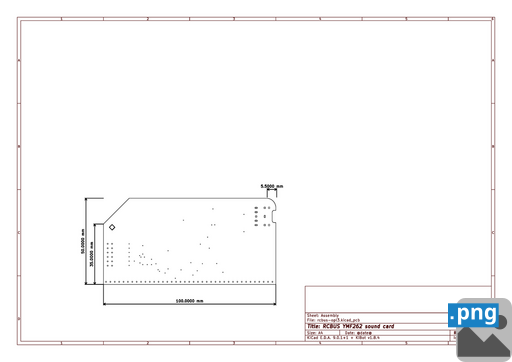 5.5000 mm
50.0000 mm
35.0000 mm
100.0000 mm
Sheet: Assembly
File: rcbus-opl3.kicad_pcb
Title: RCBUS YMF262 sound card
Size: A4
Date: @date@
KiCad E.D.A. 9.0.1+1 + KiBot v1.8.4
.png